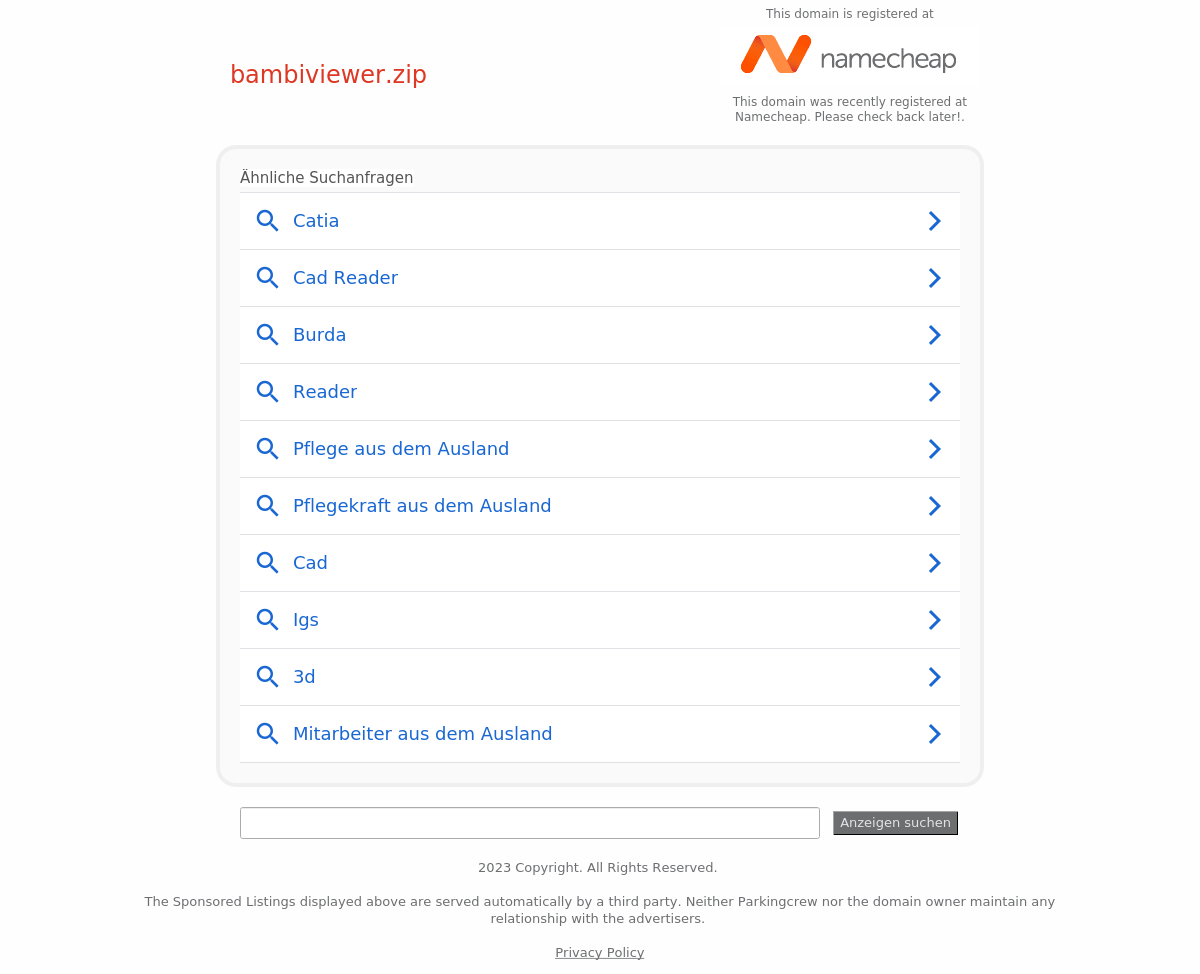 This domain is registered at
namecheap
bambiviewer.zip
This domain was recently registered at
Namecheap. Please check back later!.
Ähnliche Suchanfragen
Catia
Cad Reader
Burda
Reader
Pflege aus dem Ausland
Pflegekraft aus dem Ausland
Cad
Igs
3d
Mitarbeiter aus dem Ausland
Anzeigen suchen
2023 Copyright. All Rights Reserved.
The Sponsored Listings displayed above are served automatically by a third party. Neither Parkingcrew nor the domain owner maintain any
relationship with the advertisers.
Privacy Policy